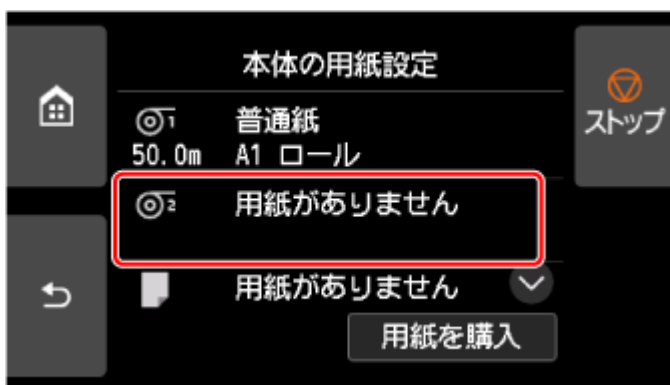 本体の用紙設定
1 普通紙
50.0m A1 ロール
ストップ
2 用紙がありません
用紙がありません
用紙を購入